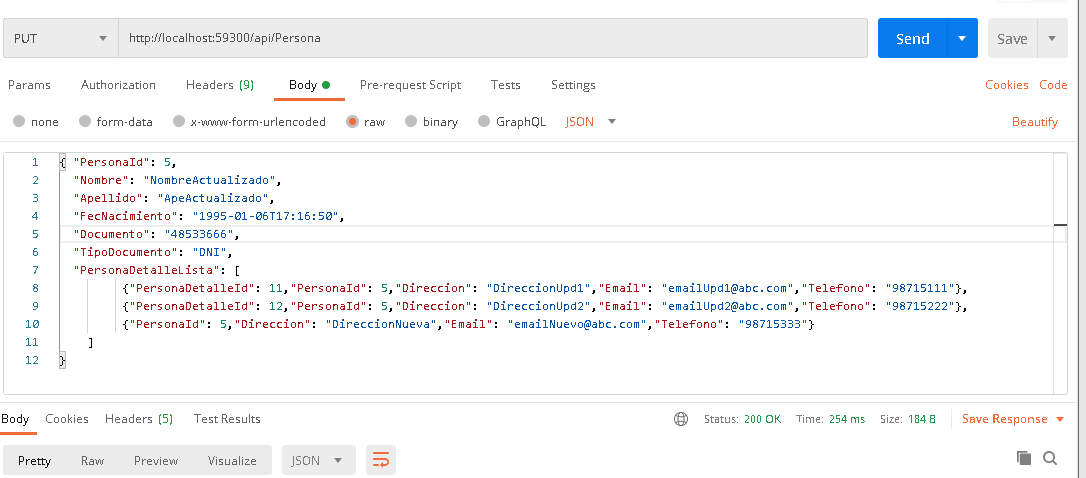 PUT http://localhost:59300/api/Persona Send Save
Params Authorization Headers (9) Body Pre-request Script Tests Settings Cookies Code
none form-data x-www-form-urlencoded raw binary GraphQL JSON Beautify
1 { "PersonaId": 5,
2 "Nombre": "NombreActualizado",
3 "Apellido": "ApeActualizado",
4 "FecNacimiento": "1995-01-06T17:16:50",
5 "Documento": "48533666",
6 "TipoDocumento": "DNI",
7 "PersonaDetalleLista": [
8 {"PersonaDetalleId": 11,"PersonaId": 5,"Direccion": "DireccionUpd1","Email": "emailUpd1@abc.com","Telefono": "98715111"},
9 {"PersonaDetalleId": 12,"PersonaId": 5,"Direccion": "DireccionUpd2","Email": "emailUpd2@abc.com","Telefono": "98715222"},
10 {"PersonaId": 5,"Direccion": "DireccionNueva","Email": "emailNuevo@abc.com","Telefono": "98715333"}
11 ]
12 }
Body Cookies Headers (5) Test Results Status: 200 OK Time: 254 ms Size: 184 B Save Response
Pretty Raw Preview Visualize JSON